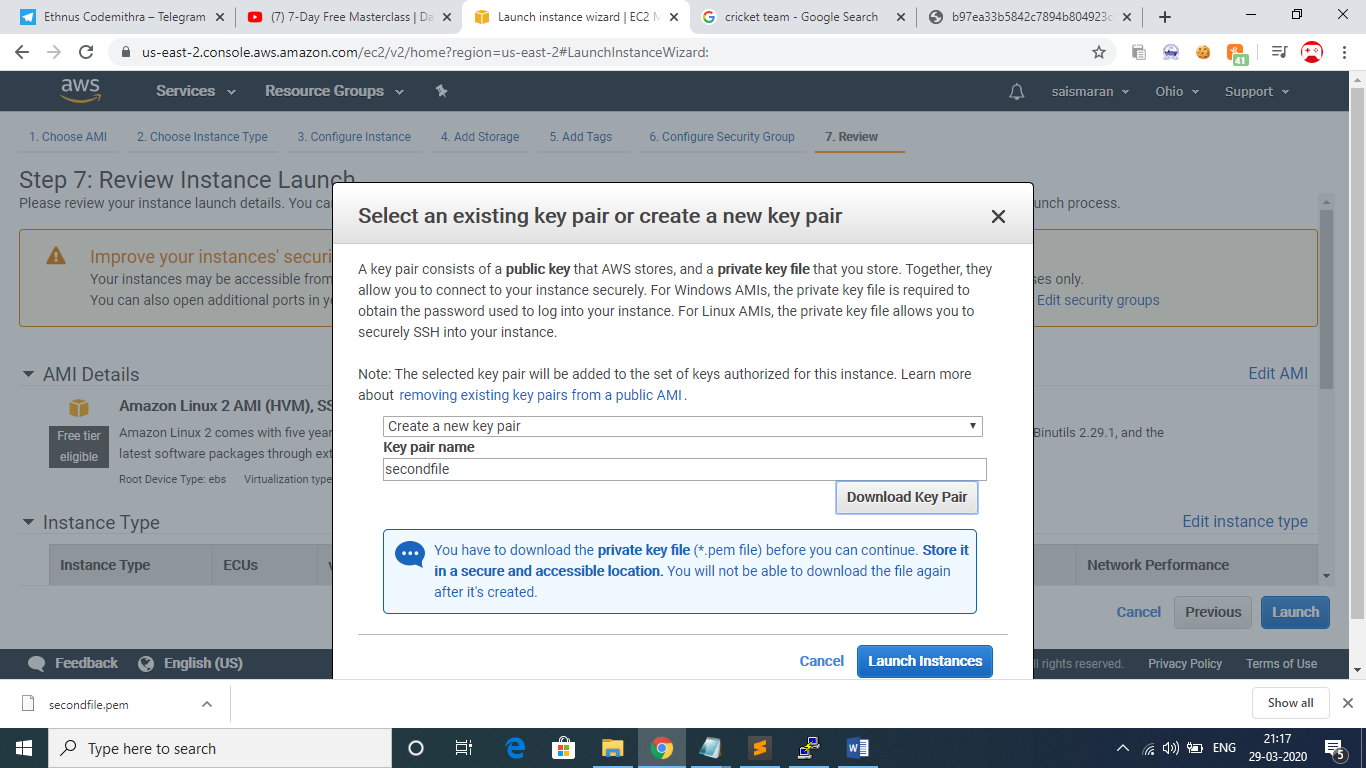 Ethnus Codemithra – Telegram
(7) 7-Day Free Masterclass | Da
Launch instance wizard | EC2 M
cricket team - Google Search
b97ea33b5842c7894b804923c
us-east-2.console.aws.amazon.com/ec2/v2/home?region=us-east-2#LaunchInstanceWizard:
41
aws Services Resource Groups saismaran Ohio Support
1. Choose AMI 2. Choose Instance Type 3. Configure Instance 4. Add Storage 5. Add Tags 6. Configure Security Group 7. Review
Step 7: Review Instance Launch
Please review your instance launch details. You ca
unch process.
Improve your instances' securi
Your instances may be accessible from
ses only.
You can also open additional ports in y
Edit security groups
AMI Details
Edit AMI
Amazon Linux 2 AMI (HVM), SS
Free tier
eligible
Amazon Linux 2 comes with five year
Binutils 2.29.1, and the
latest software packages through ext
Root Device Type: ebs Virtualization type
Instance Type
Edit instance type
Instance Type ECUs v Network Performance
Select an existing key pair or create a new key pair
A key pair consists of a public key that AWS stores, and a private key file that you store. Together, they
allow you to connect to your instance securely. For Windows AMIs, the private key file is required to
obtain the password used to log into your instance. For Linux AMIs, the private key file allows you to
securely SSH into your instance.
Note: The selected key pair will be added to the set of keys authorized for this instance. Learn more
about removing existing key pairs from a public AMI.
Create a new key pair
Key pair name
secondfile
Download Key Pair
You have to download the private key file (*.pem file) before you can continue. Store it
in a secure and accessible location. You will not be able to download the file again
after it's created.
Cancel Launch Instances
Cancel Previous Launch
Feedback English (US)
ll rights reserved. Privacy Policy Terms of Use
secondfile.pem
Show all
Type here to search
ENG
21:17
29-03-2020
5